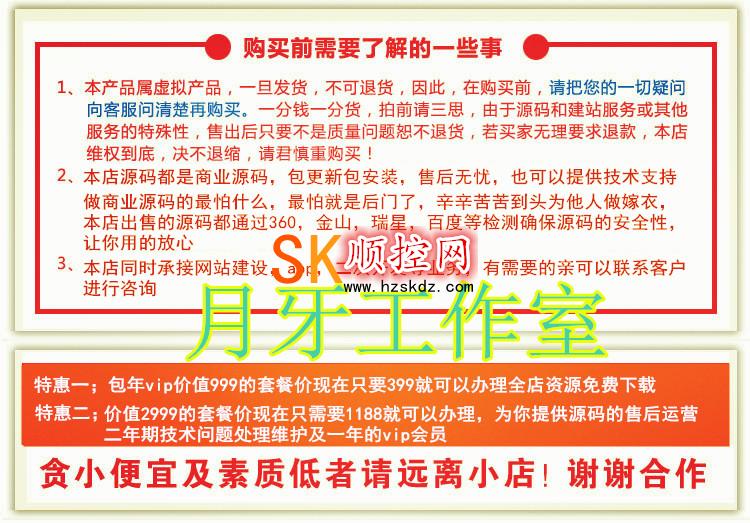 购买前需要了解的一些事
1、本产品属虚拟产品，一旦发货，不可退货，因此，在购买前，请把您的一切疑问
向客服问清楚再购买。一分钱一分货，拍前请三思，由于源码和建站服务或其他
服务的特殊性，售出后只要不是质量问题恕不退货，若买家无理要求退款，本店
维权到底，决不退缩，请君慎重购买！
2、本店源码都是商业源码，包更新包安装，售后无忧，也可以提供技术支持
做商业源码的最怕什么，最怕就是后门了，辛辛苦苦到头为他人做嫁衣，
本店出售的源码都通过360，金山，瑞星，百度等检测确保源码的安全性，
让你用的放心
SK顺控网
3、本店同时承接网站建设，app，二次 业务，有需要的亲可以联系客户
www.hzskdz.com
进行咨询
月牙工作室
特惠一；包年vip价值999的套餐价现在只要399就可以办理全店资源免费下载
特惠二；价值2999的套餐价现在只需要1188就可以办理，为你提供源码的售后运营
二年期技术问题处理维护及一年的vip会员
贪小便宜及素质低者请远离小店！谢谢合作